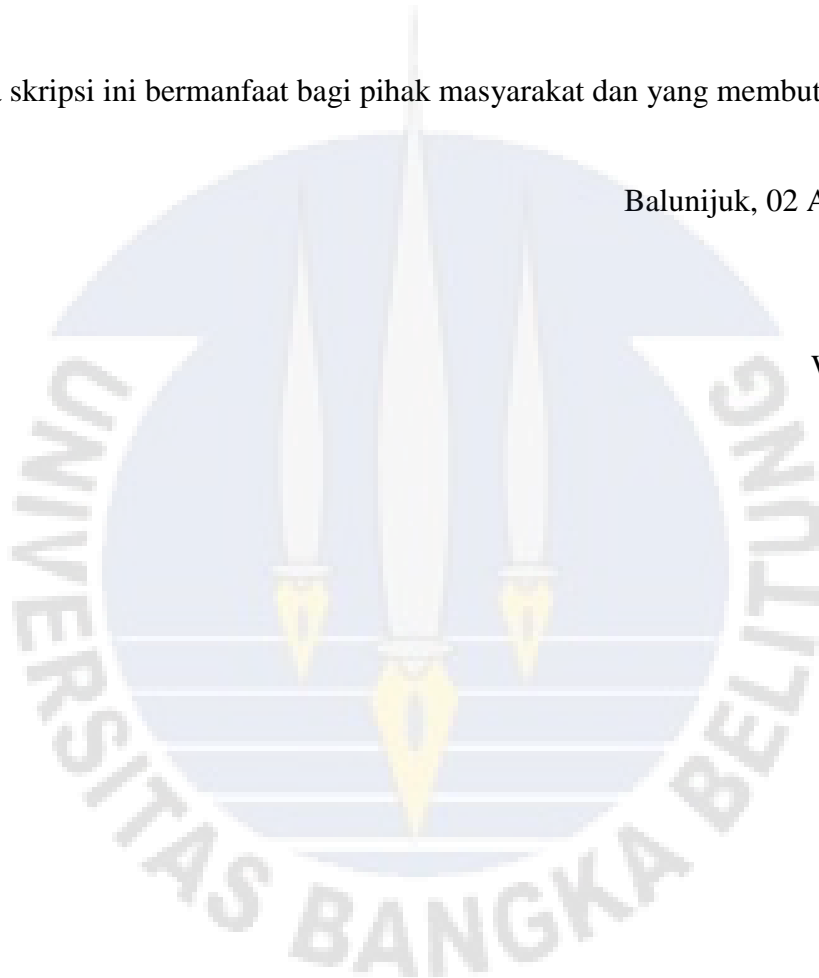 skripsi ini bermanfaat bagi pihak masyarakat dan yang membut
Balunijuk, 02 A
UNIVERSITAS BANGKA BELITUNG